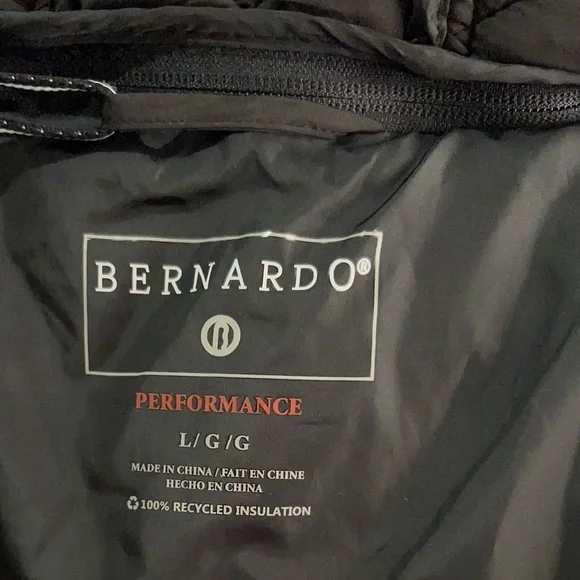 BERNARDO®
B
PERFORMANCE
L/ G /G
MADE IN CHINA / FAIT EN CHINE
HECHO EN CHINA
♻100% RECYCLED INSULATION